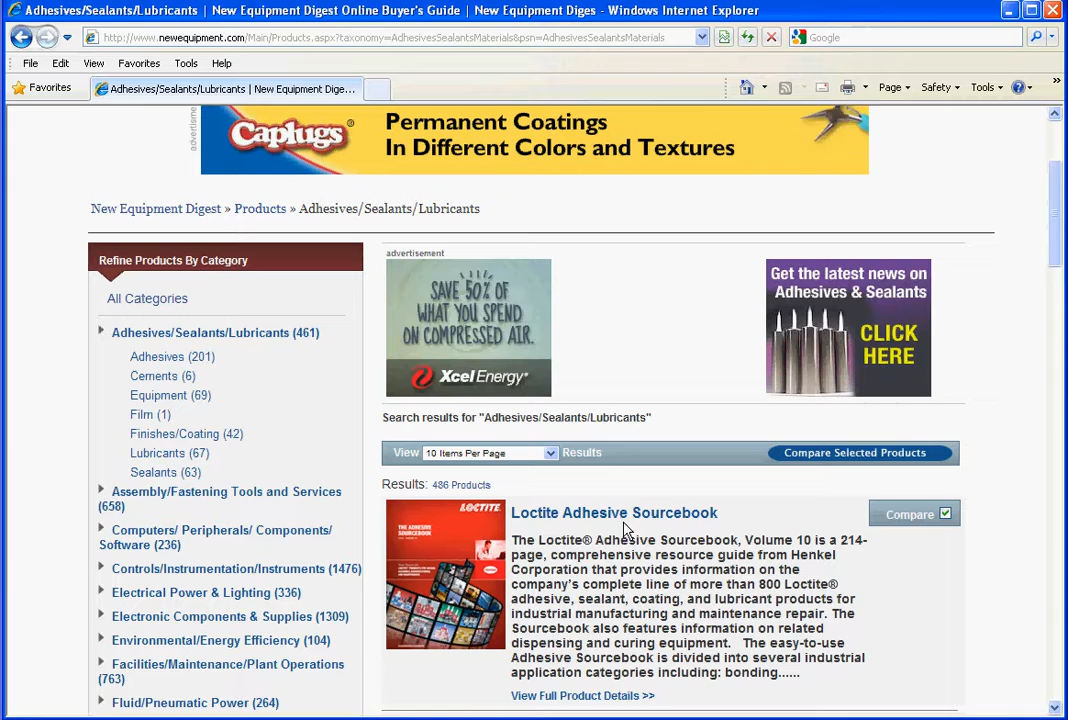 Adhesives/Sealants/Lubricants | New Equipment Digest Online Buyer's Guide | New Equipment Diges - Windows Internet Explorer
http://www.newequipment.com/Main/Products.aspx?taxonomy=AdhesivesSealantsMaterials&psn=AdhesivesSealantsMaterials
Google
File Edit View Favorites Tools Help
Favorites
Adhesives/Sealants/Lubricants | New Equipment Dige...
Page Safety Tools
advertiseme
Caplugs®
Permanent Coatings
In Different Colors and Textures
New Equipment Digest » Products » Adhesives/Sealants/Lubricants
Refine Products By Category
All Categories
Adhesives/Sealants/Lubricants (461)
Adhesives (201)
Cements (6)
Equipment (69)
Film (1)
Finishes/Coating (42)
Lubricants (67)
Sealants (63)
Assembly/Fastening Tools and Services
(658)
Computers/ Peripherals/ Components/
Software (236)
Controls/Instrumentation/Instruments (1476)
Electrical Power & Lighting (336)
Electronic Components & Supplies (1309)
Environmental/Energy Efficiency (104)
Facilities/Maintenance/Plant Operations
(763)
Fluid/Pneumatic Power (264)
advertisement
SAVE 50% OF
WHAT YOU SPEND
ON COMPRESSED AIR.
Xcel Energy®
Get the latest news on
Adhesives & Sealants
CLICK
HERE
Search results for "Adhesives/Sealants/Lubricants"
View 10 Items Per Page Results
Compare Selected Products
Results: 486 Products
LOCTITE
THE ADHESIVE
SOURCEBOOK
Loctite Adhesive Sourcebook
Compare
The Loctite® Adhesive Sourcebook, Volume 10 is a 214-
page, comprehensive resource guide from Henkel
Corporation that provides information on the
company's complete line of more than 800 Loctite®
adhesive, sealant, coating, and lubricant products for
industrial manufacturing and maintenance repair. The
Sourcebook also features information on related
dispensing and curing equipment. The easy-to-use
Adhesive Sourcebook is divided into several industrial
application categories including: bonding......
View Full Product Details >>